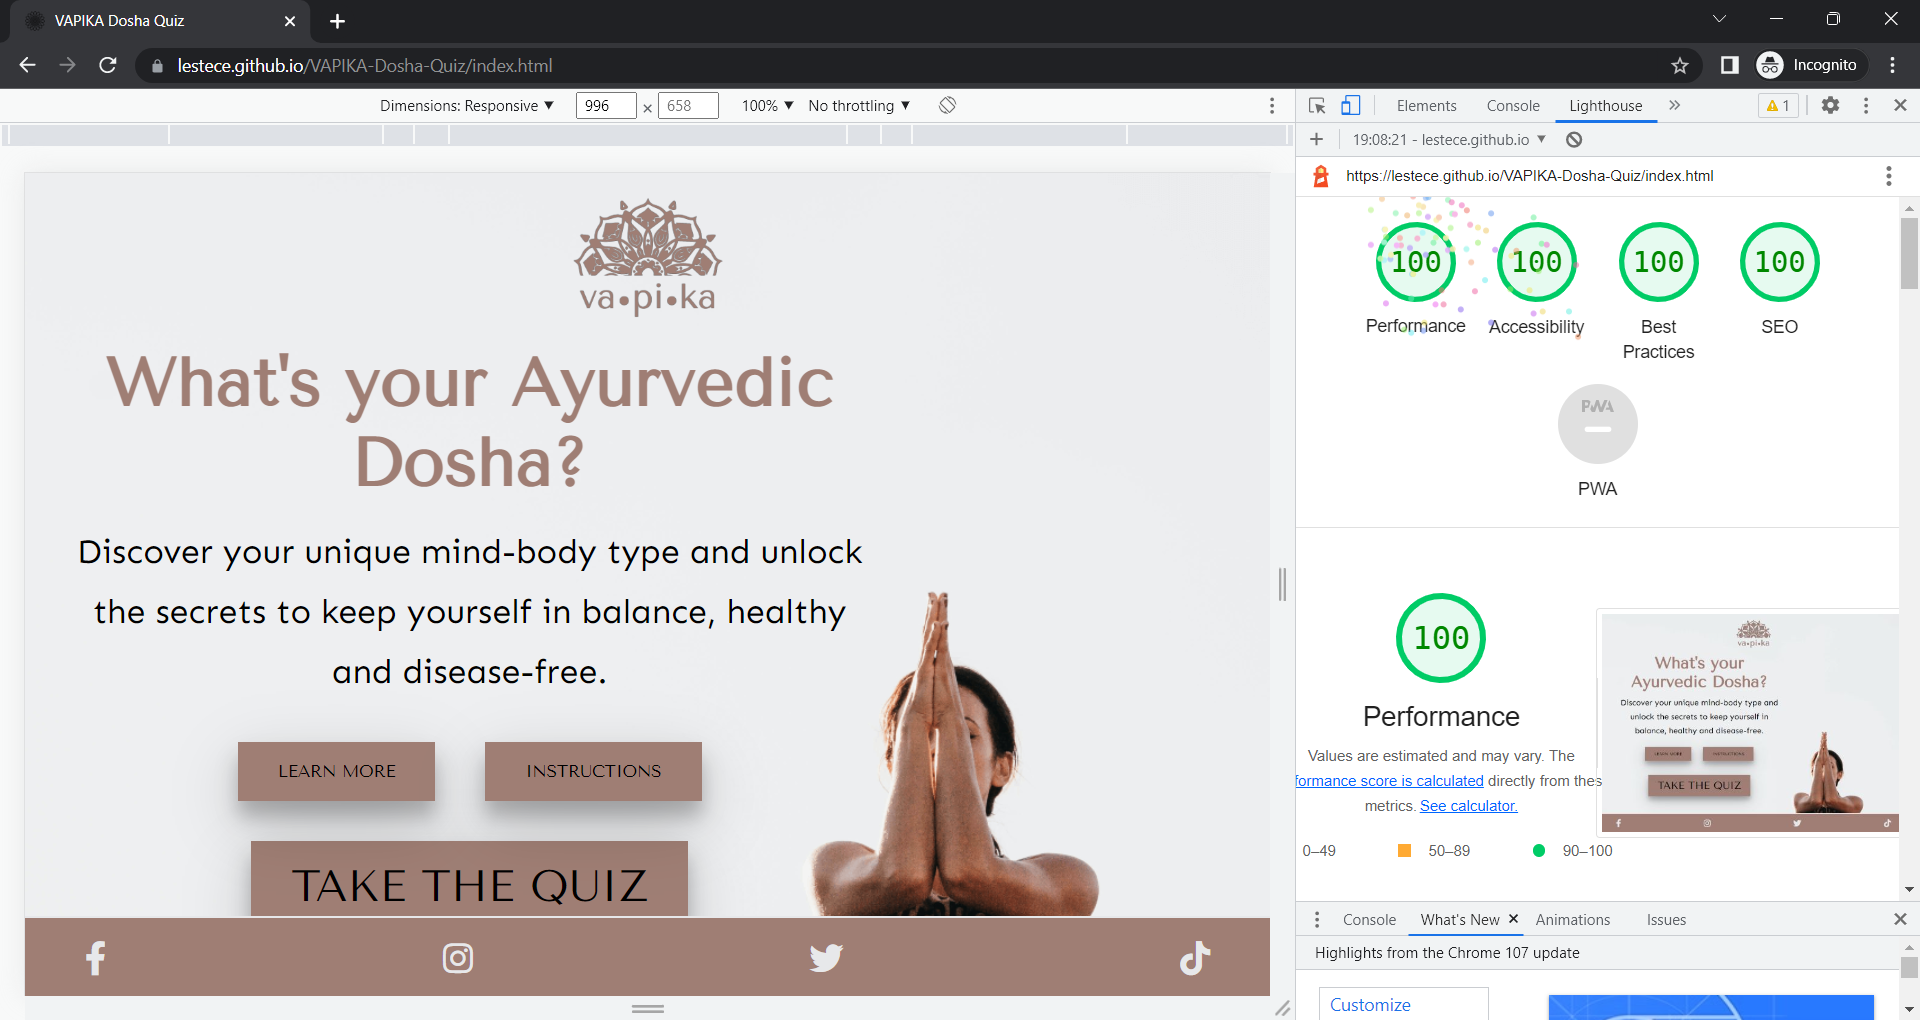 VAPIKA Dosha Quiz
lestece.github.io/VAPIKA-Dosha-Quiz/index.html
Incognito
Dimensions: Responsive
996
×
658
100%
No throttling
Elements
Console
Lighthouse
1
19:08:21 - lestece.github.io
https://lestece.github.io/VAPIKA-Dosha-Quiz/index.html
va•pi•ka
What's your Ayurvedic
Dosha?
Discover your unique mind-body type and unlock
the secrets to keep yourself in balance, healthy
and disease-free.
LEARN MORE
INSTRUCTIONS
TAKE THE QUIZ
100
100
100
100
Performance
Accessibility
Best
Practices
SEO
PWA
PWA
100
Performance
Values are estimated and may vary. The
formance score is calculated directly from thes
metrics. See calculator.
0–49
50–89
90–100
va•pi•ka
What's your
Ayurvedic Dosha?
Discover your unique mind-body type and
unlock the secrets to keep yourself in
balance, healthy and disease-free.
LEARN MORE
INSTRUCTIONS
TAKE THE QUIZ
Console
What's New
Animations
Issues
Highlights from the Chrome 107 update
Customize